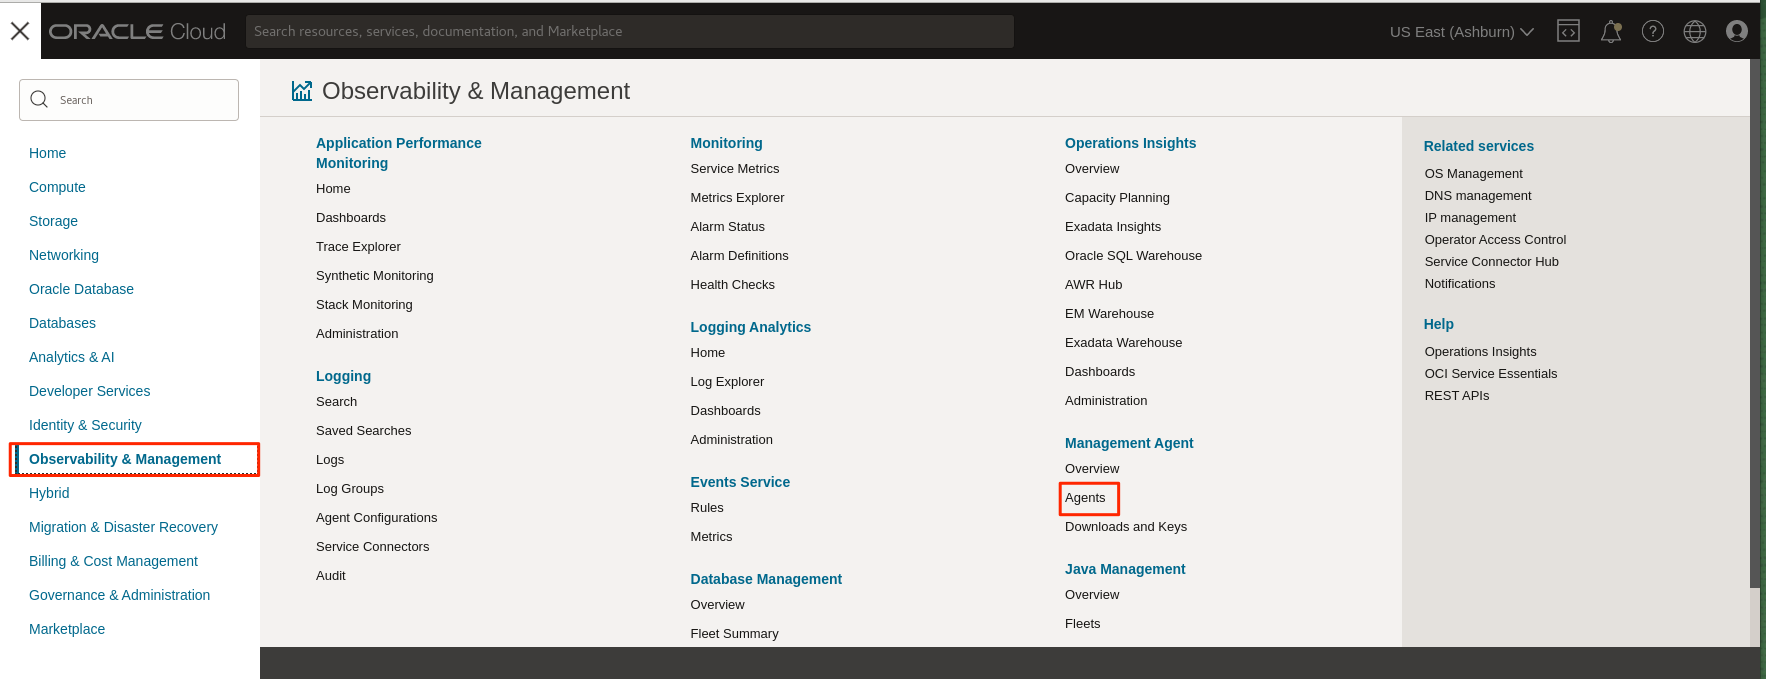 ORACLE Cloud
Search resources, services, documentation, and Marketplace
US East (Ashburn)
Search
Home
Compute
Storage
Networking
Oracle Database
Databases
Analytics & AI
Developer Services
Identity & Security
Observability & Management
Hybrid
Migration & Disaster Recovery
Billing & Cost Management
Governance & Administration
Marketplace
Observability & Management
Application Performance
Monitoring
Home
Dashboards
Trace Explorer
Synthetic Monitoring
Stack Monitoring
Administration
Logging
Search
Saved Searches
Logs
Log Groups
Agent Configurations
Service Connectors
Audit
Monitoring
Service Metrics
Metrics Explorer
Alarm Status
Alarm Definitions
Health Checks
Logging Analytics
Home
Log Explorer
Dashboards
Administration
Events Service
Rules
Metrics
Database Management
Overview
Fleet Summary
Operations Insights
Overview
Capacity Planning
Exadata Insights
Oracle SQL Warehouse
AWR Hub
EM Warehouse
Exadata Warehouse
Dashboards
Administration
Management Agent
Overview
Agents
Downloads and Keys
Java Management
Overview
Fleets
Related services
OS Management
DNS management
IP management
Operator Access Control
Service Connector Hub
Notifications
Help
Operations Insights
OCI Service Essentials
REST APIs